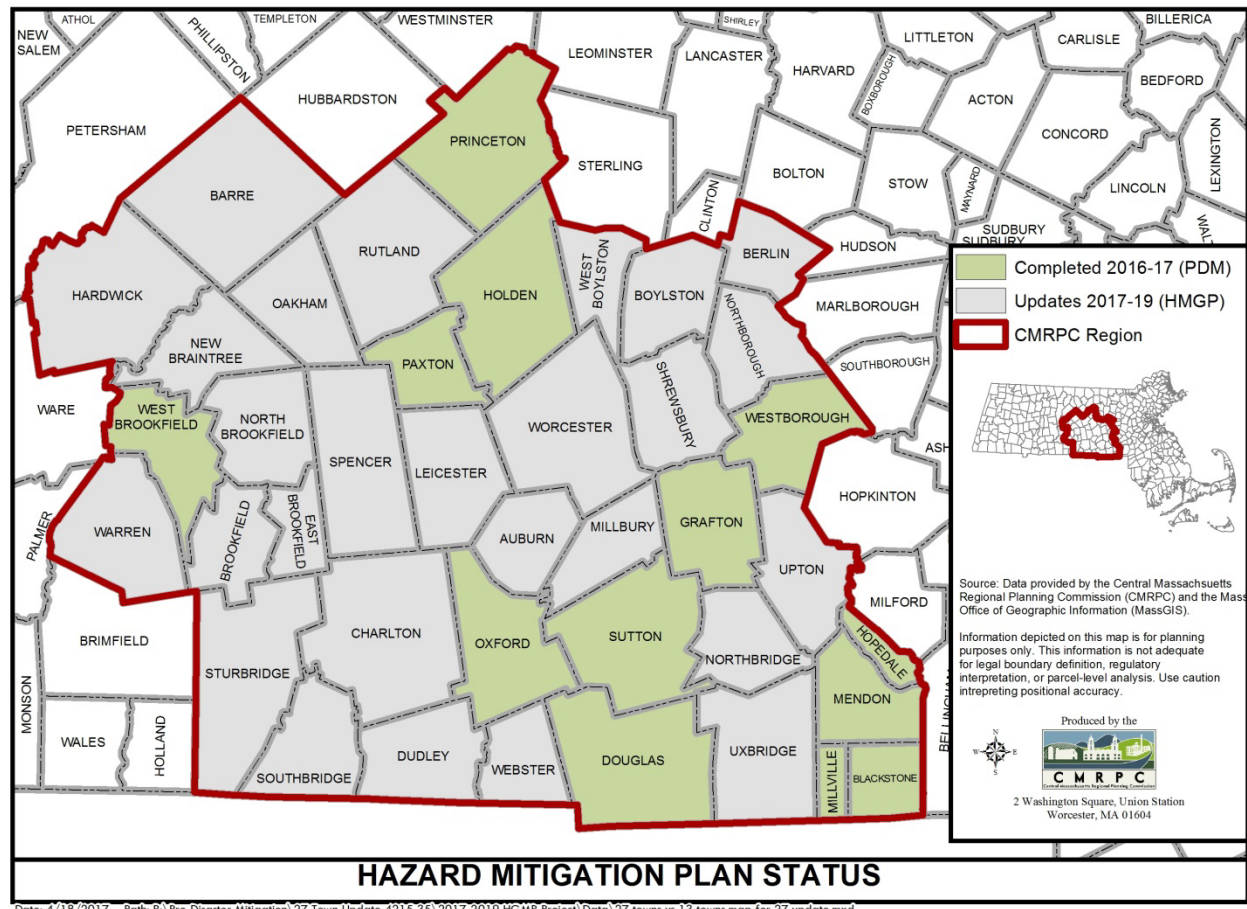 ATHOL
TEMPLETON
WESTMINSTER
SHIRLEY
LITTLETON
CARLISLE
BILLERICA
NEW
SALEM
PHILLIPSTON
LEOMINSTER
LANCASTER
HARVARD
BOXBOROUGH
BEDFORD
HUBBARDSTON
ACTON
PETERSHAM
CONCORD
LEXINGTON
PRINCETON
STERLING
BOLTON
STOW
MAYNARD
LINCOLN
BARRE
CLINTON
SUDBURY
SUDBURY
RUTLAND
WEST
BOYLSTON
BERLIN
HUDSON
HARDWICK
OAKHAM
HOLDEN
BOYLSTON
NORTHBOROUGH
MARLBOROUGH
NEW
BRAINTREE
SOUTHBOROUGH
PAXTON
SHREWSBURY
WARE
WEST
BROOKFIELD
NORTH
BROOKFIELD
WORCESTER
WESTBOROUGH
SPENCER
LEICESTER
HOPKINTON
PALMER
WARREN
BROOKFIELD
EAST
BROOKFIELD
AUBURN
MILLBURY
GRAFTON
UPTON
MILFORD
BRIMFIELD
CHARLTON
OXFORD
SUTTON
HOPEDALE
STURBRIDGE
NORTHBRIDGE
MONSON
MENDON
WALES
HOLLAND
DUDLEY
WEBSTER
DOUGLAS
UXBRIDGE
SOUTHBRIDGE
MILLVILLE
BLACKSTONE
Completed 2016-17 (PDM)
Updates 2017-19 (HMGP)
CMRPC Region
Source: Data provided by the Central Massachusetts
Regional Planning Commission (CMRPC) and the Mass
Office of Geographic Information (MassGIS).
Information depicted on this map is for planning
purposes only. This information is not adequate
for legal boundary definition, regulatory
interpretation, or parcel-level analysis. Use caution
intrepreting positional accuracy.
N
W E
S
Produced by the
CMRPC
Central Massachusetts Regional Planning Commission
2 Washington Square, Union Station
Worcester, MA 01604
HAZARD MITIGATION PLAN STATUS